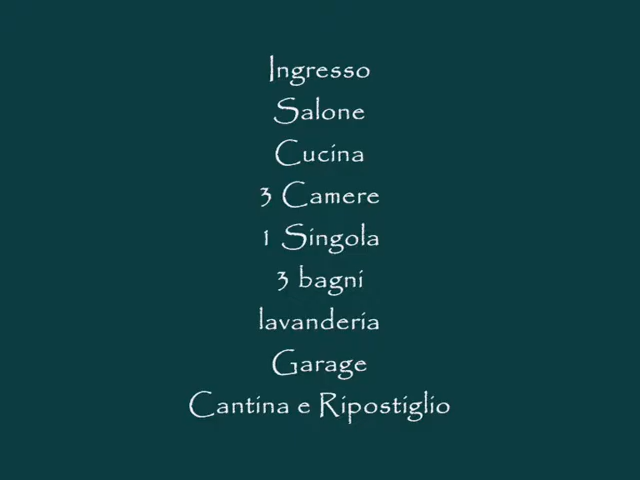 Ingresso
Salone
Cucina
3 Camere
1 Singola
3 bagni
lavanderia
Garage
Cantina e Ripostiglio